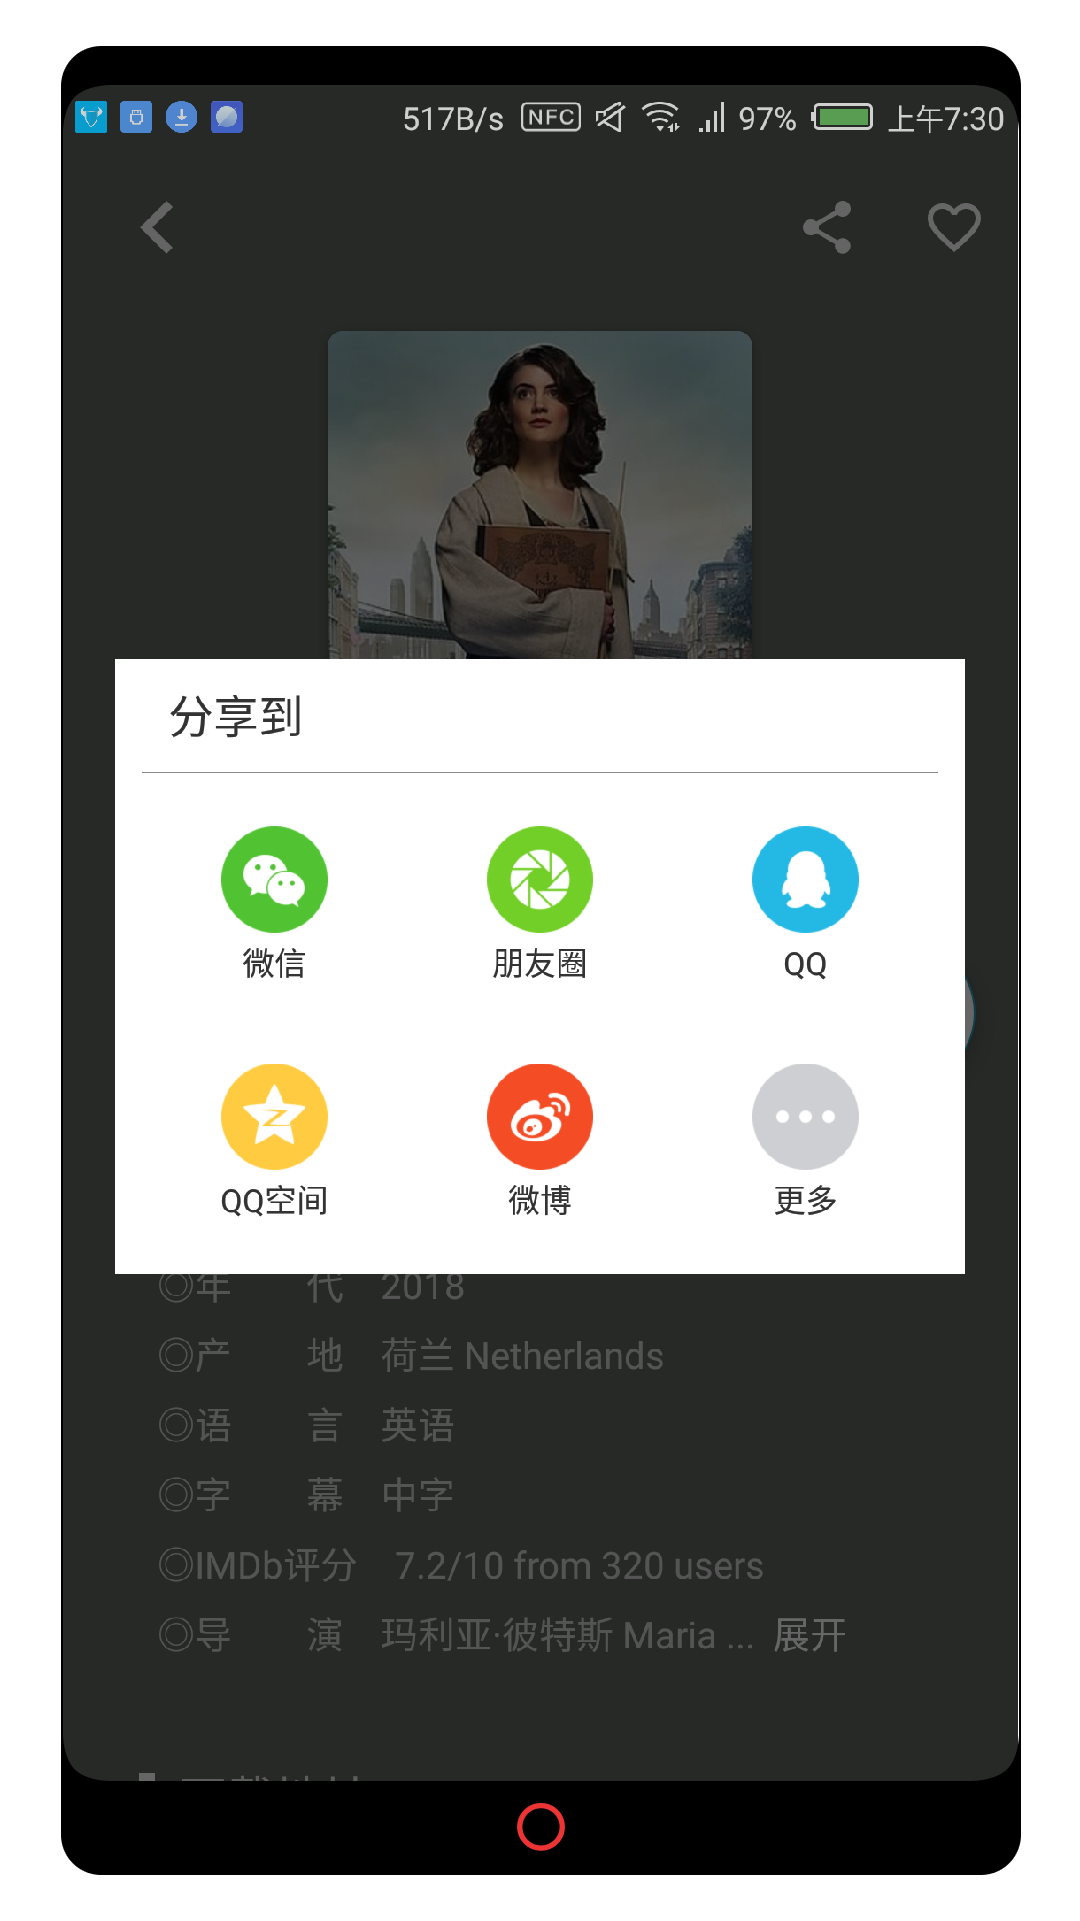 517B/s NFC 97% 上午7:30
分享到
微信 朋友圈 QQ
QQ空间 微博 更多
◎年 代 2018
◎产 地 荷兰 Netherlands
◎语 言 英语
◎字 幕 中字
◎IMDb评分 7.2/10 from 320 users
◎导 演 玛利亚·彼特斯 Maria ... 展开